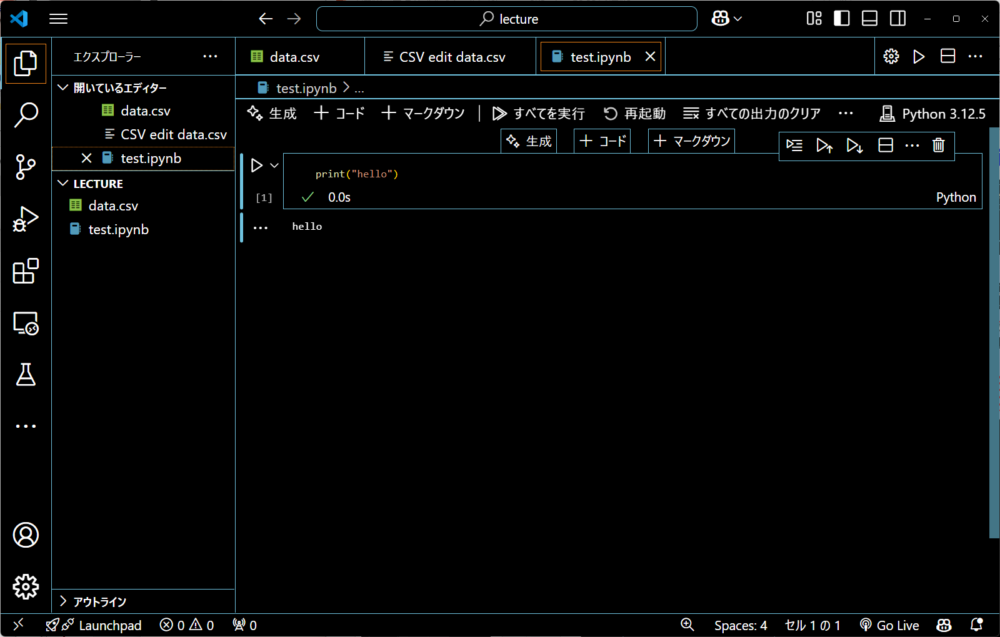 lecture
エクスプローラー
data.csv
CSV edit data.csv
test.ipynb
開いているエディター
data.csv
CSV edit data.csv
test.ipynb
LECTURE
data.csv
test.ipynb
アウトライン
test.ipynb > ...
生成 + コード + マークダウン | すべてを実行 再起動 すべての出力のクリア ... Python 3.12.5
生成 + コード + マークダウン
print("hello")
[1] 0.0s Python
hello
Launchpad 0 0 0 Spaces: 4 セル 1 の 1 Go Live